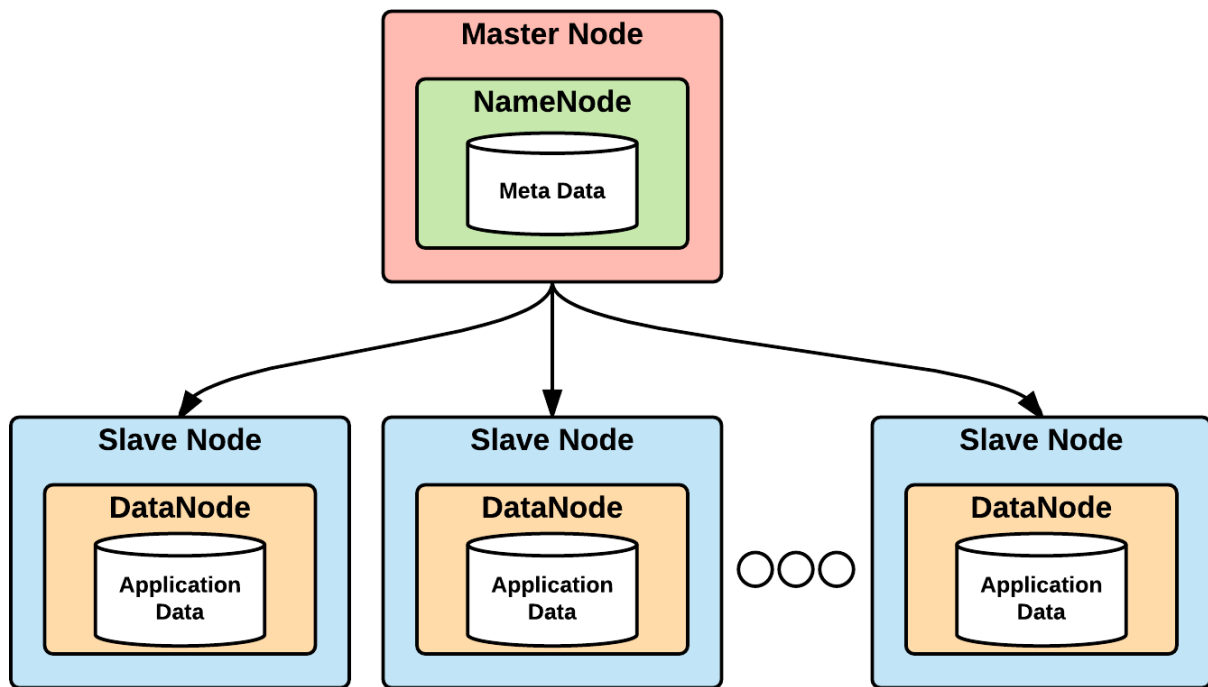 Master Node
NameNode
Meta Data
Slave Node
DataNode
Application
Data
Slave Node
DataNode
Application
Data
Slave Node
DataNode
Application
Data